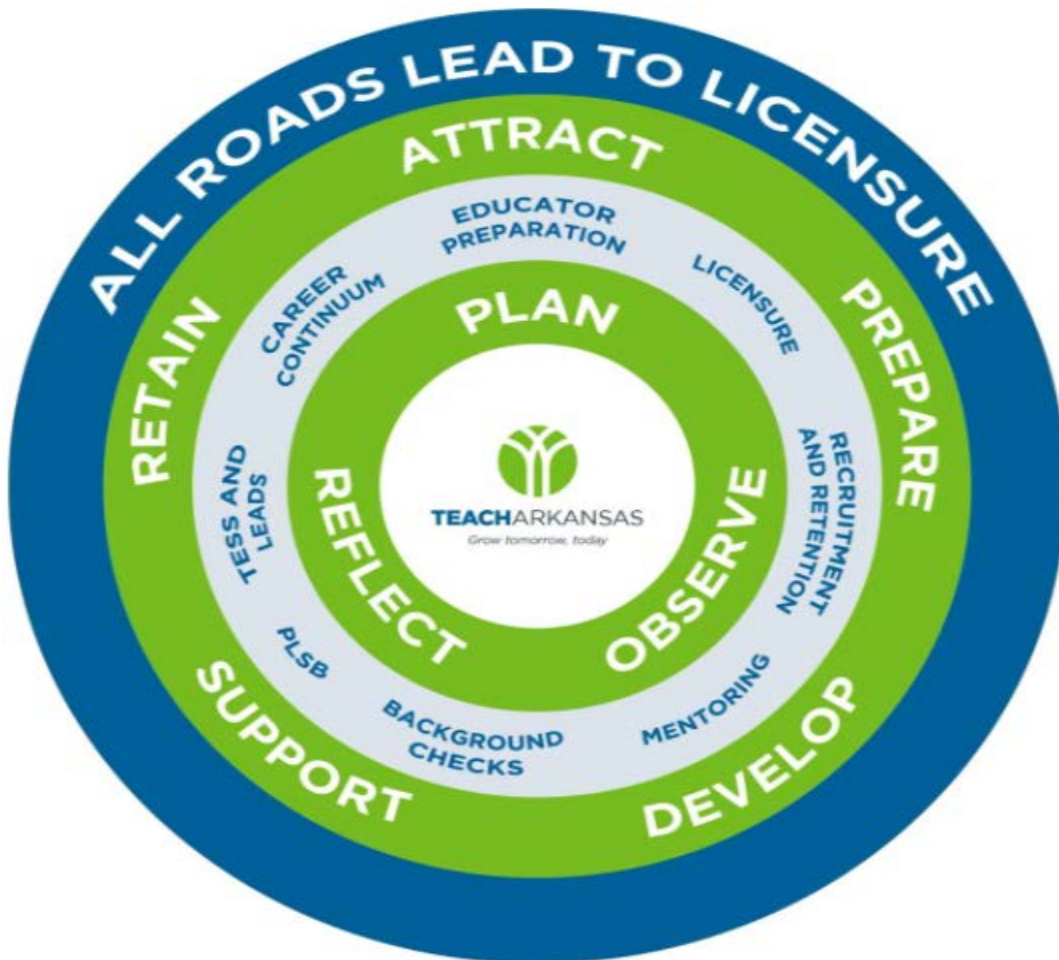 ALL ROADS LEAD TO LICENSURE
ATTRACT
PREPARE
DEVELOP
SUPPORT
RETAIN
EDUCATOR
PREPARATION
LICENSURE
RECRUITMENT
AND RETENTION
MENTORING
BACKGROUND
CHECKS
PLSB
TESS AND
LEADS
CAREER
CONTINUUM
PLAN
OBSERVE
REFLECT
TEACHARKANSAS
Grow tomorrow, today